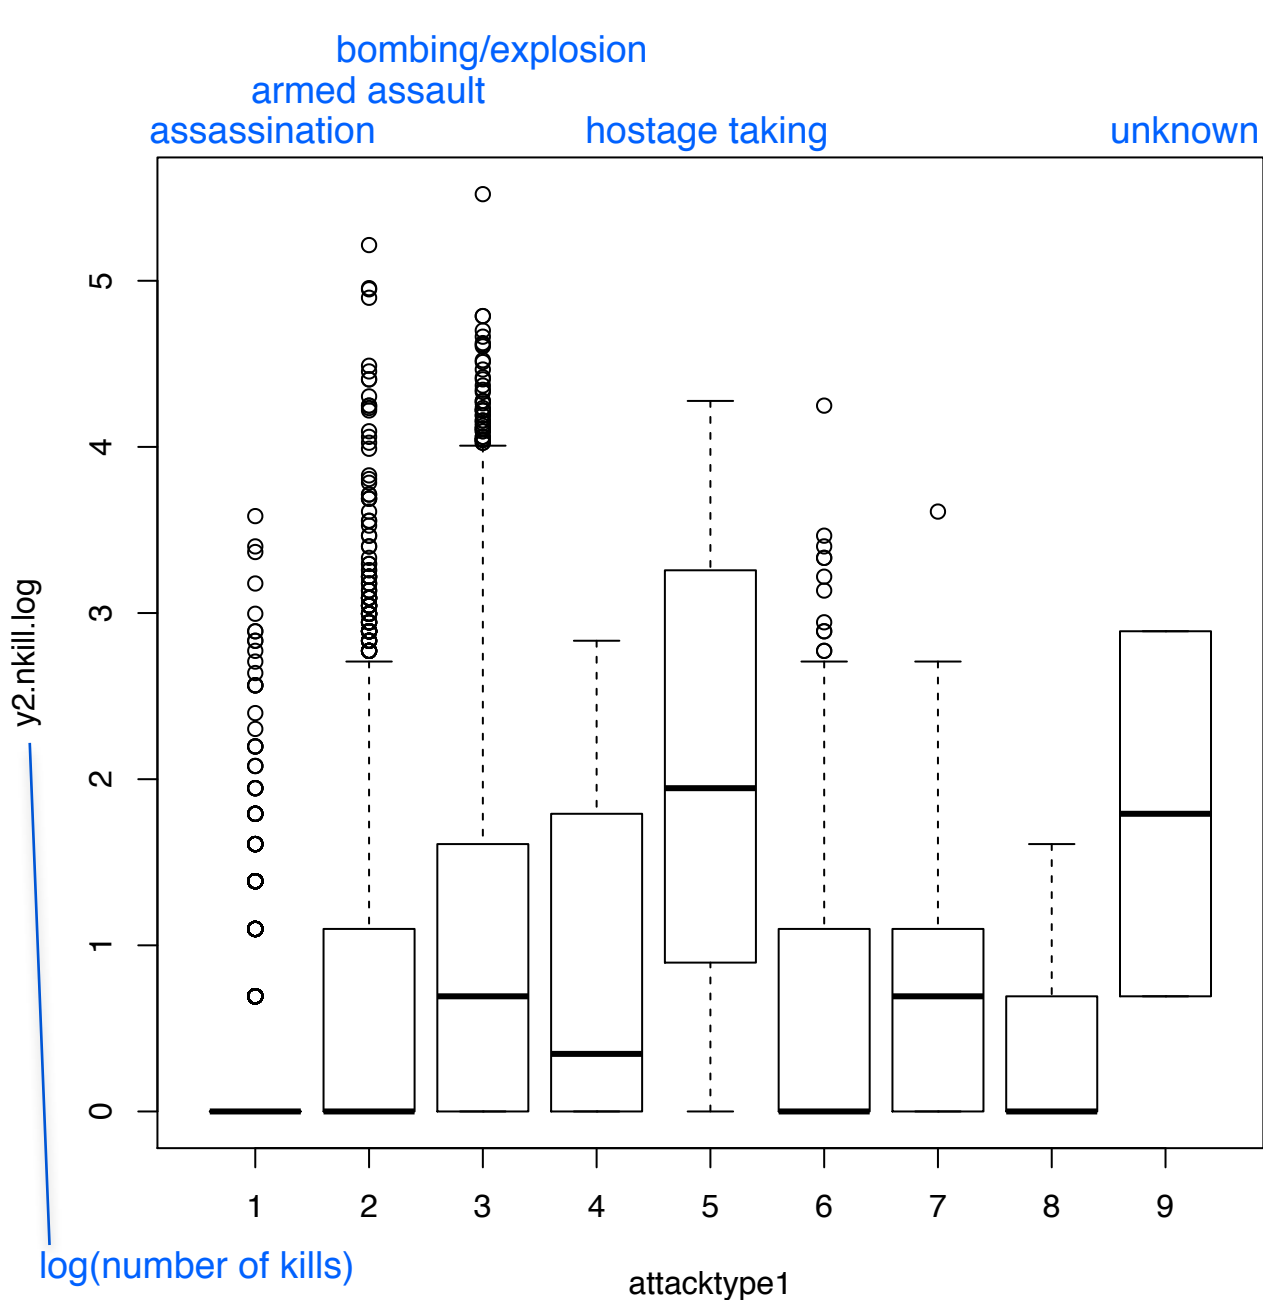 bombing/explosion
armed assault
assassination hostage taking unknown
5
4
3
2
1
0
y2.nkill.log
1 2 3 4 5 6 7 8 9
log(number of kills)
attacktype1